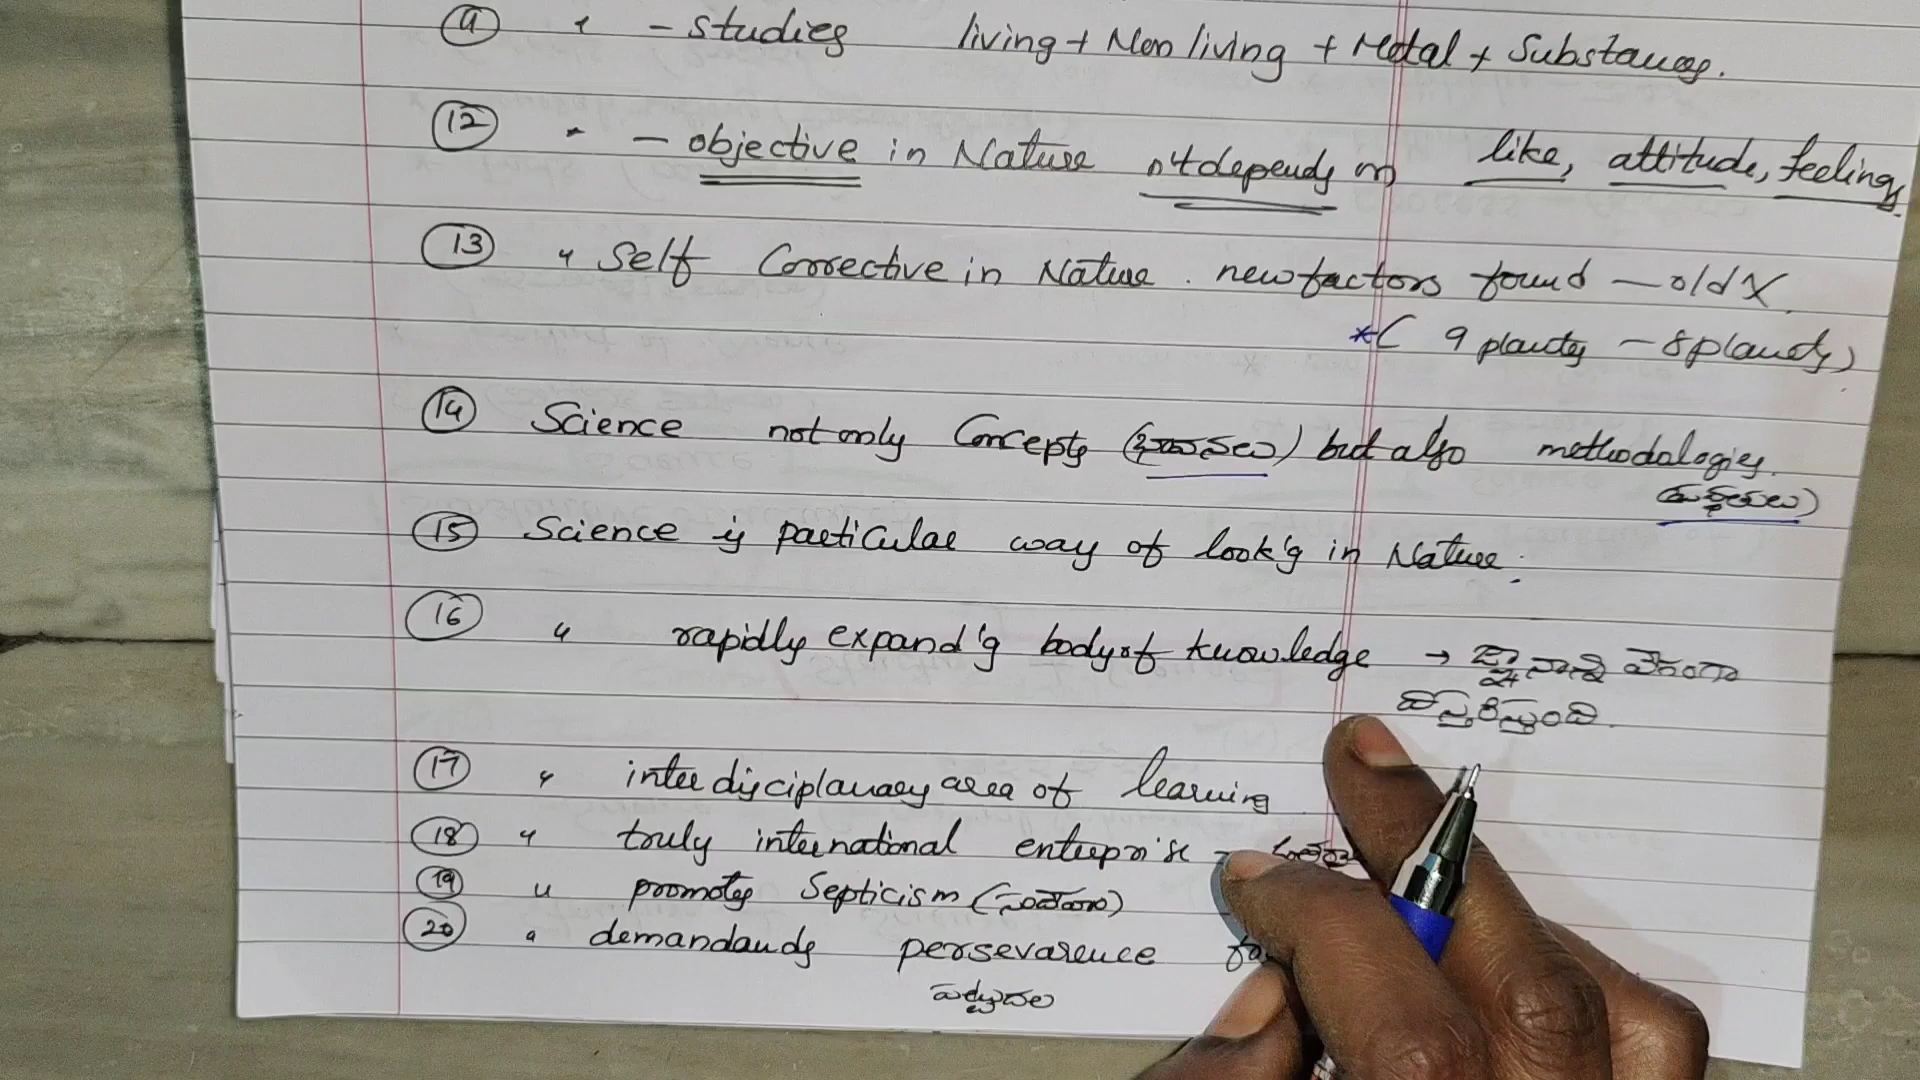 11 " - studies living + Non living + Metal + Substances.
12 " - objective in Nature n't depends on like, attitude, feelings.
13 " Self Corrective in Nature. new factors found - old X
*( 9 planets - 8 planets)
14 Science not only Concepts ( ) but also methodologies.
15 Science is particular way of look'g in Nature.
16 " rapidly expand'g body of knowledge →
17 " interdisciplanary area of learning
18 " truly international enterprise -
19 " promotes Septicism ( )
20 " demandands persevarence